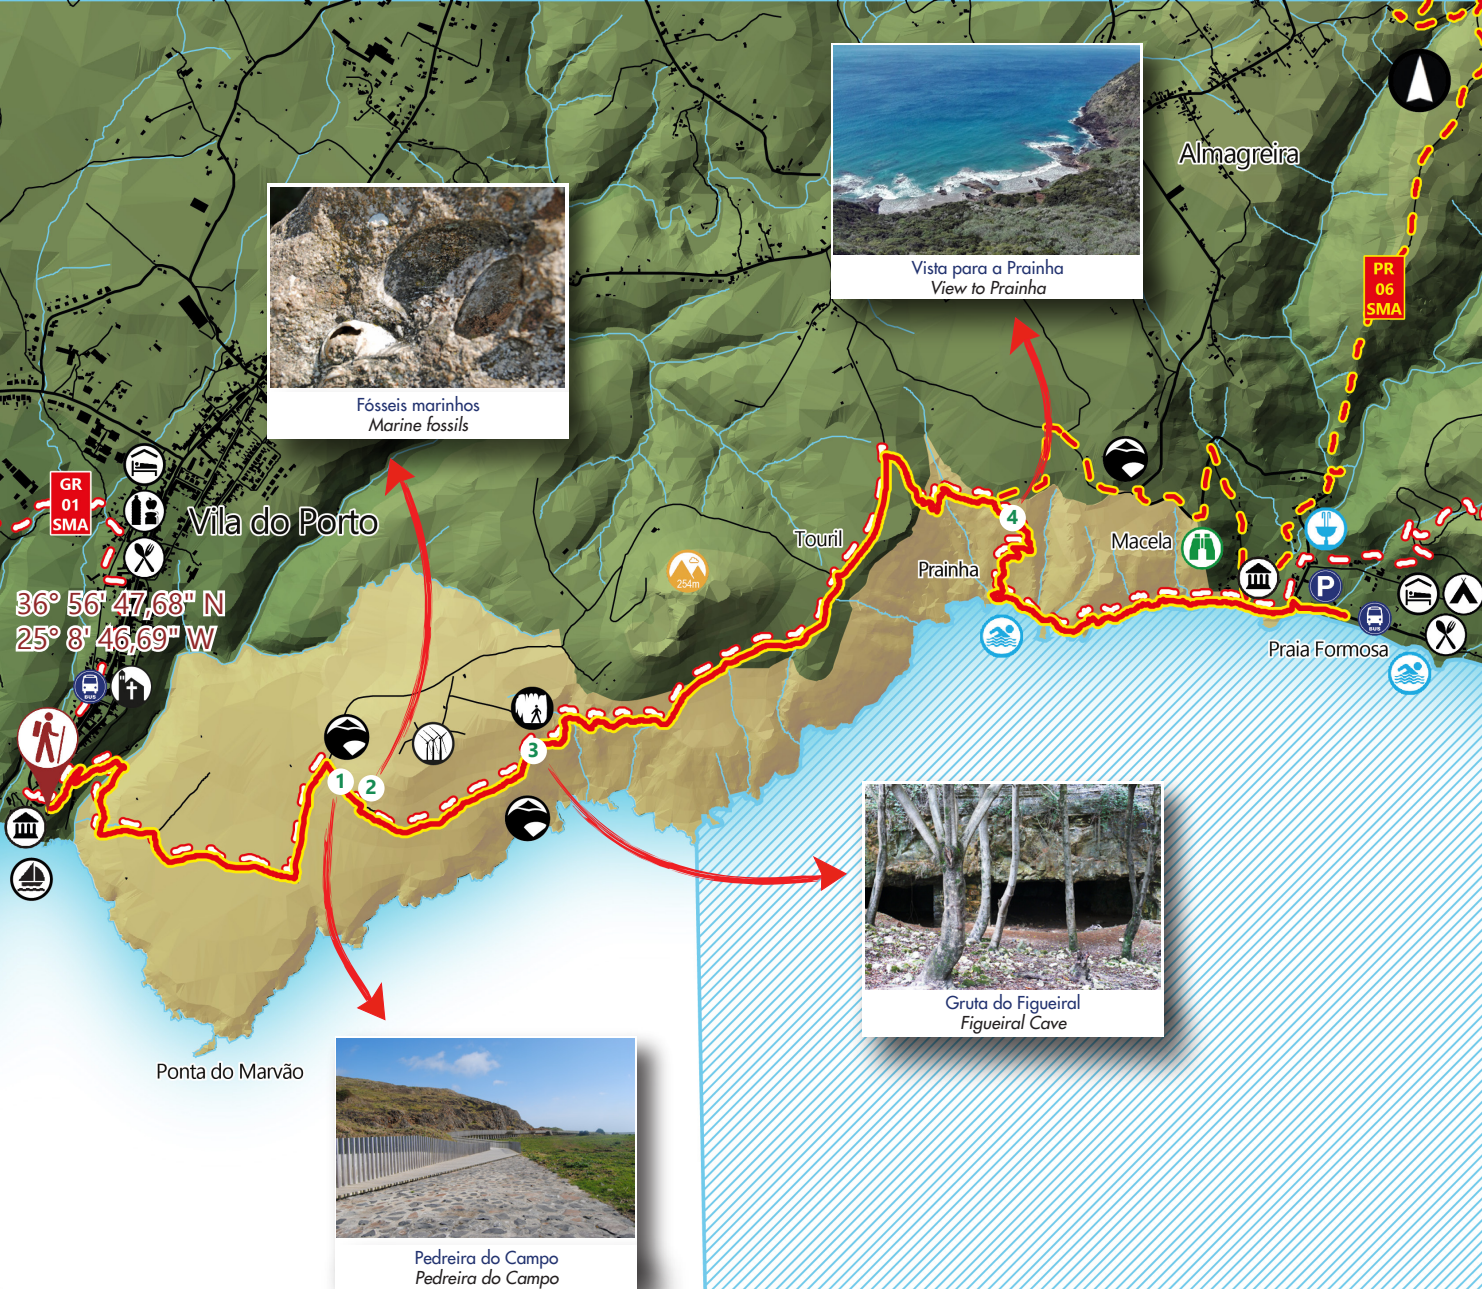 Almagreira
PR
06
SMA
Vista para a Prainha
View to Prainha
Fósseis marinhos
Marine fossils
GR
01
SMA
Vila do Porto
36° 56' 47,68" N
25° 8' 46,69" W
BUS
254m
Touril
Prainha
4
Macela
P
BUS
Praia Formosa
1
2
3
Gruta do Figueiral
Figueiral Cave
Ponta do Marvão
Pedreira do Campo
Pedreira do Campo